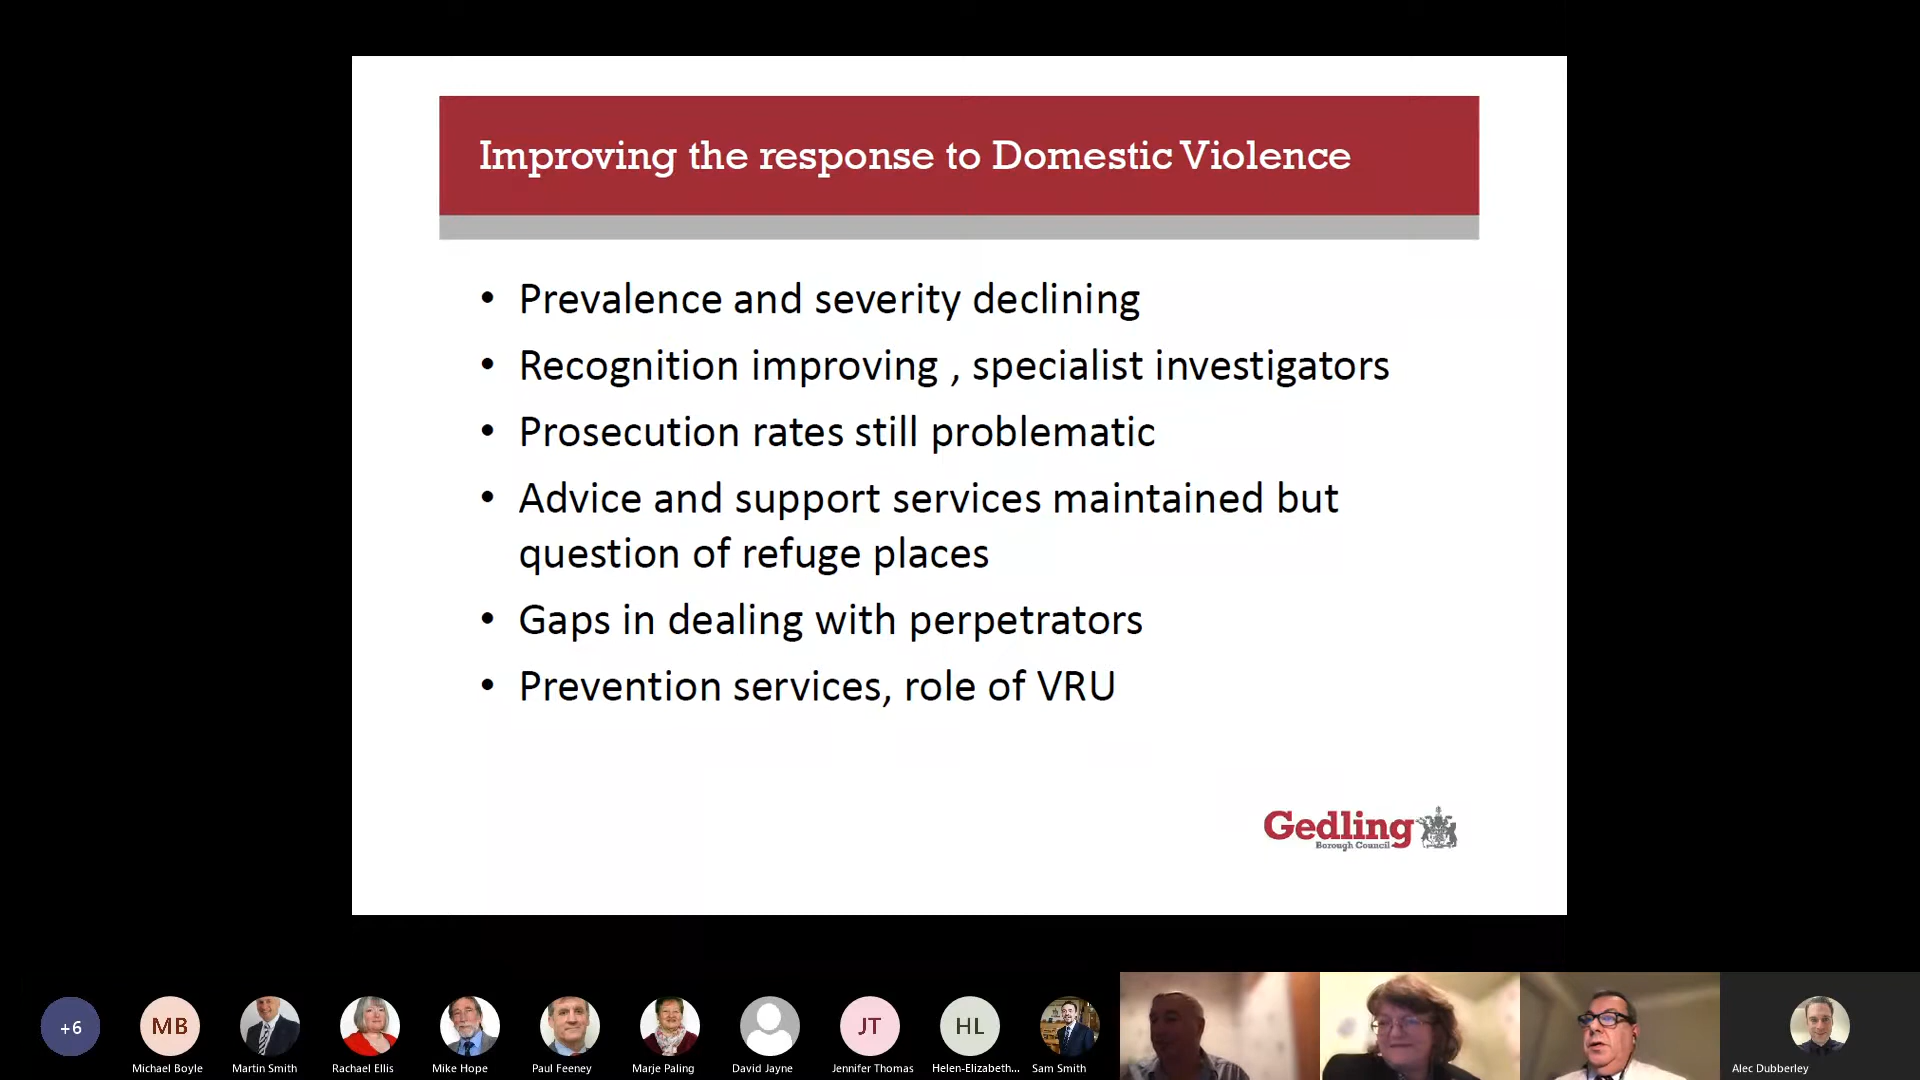 Improving the response to Domestic Violence
• Prevalence and severity declining
• Recognition improving , specialist investigators
• Prosecution rates still problematic
• Advice and support services maintained but
question of refuge places
• Gaps in dealing with perpetrators
• Prevention services, role of VRU
Gedling
Borough Council
+6
MB
JT
HL
Michael Boyle
Martin Smith
Rachael Ellis
Mike Hope
Paul Feeney
Marje Paling
David Jayne
Jennifer Thomas
Helen-Elizabeth...
Sam Smith
Alec Dubberley